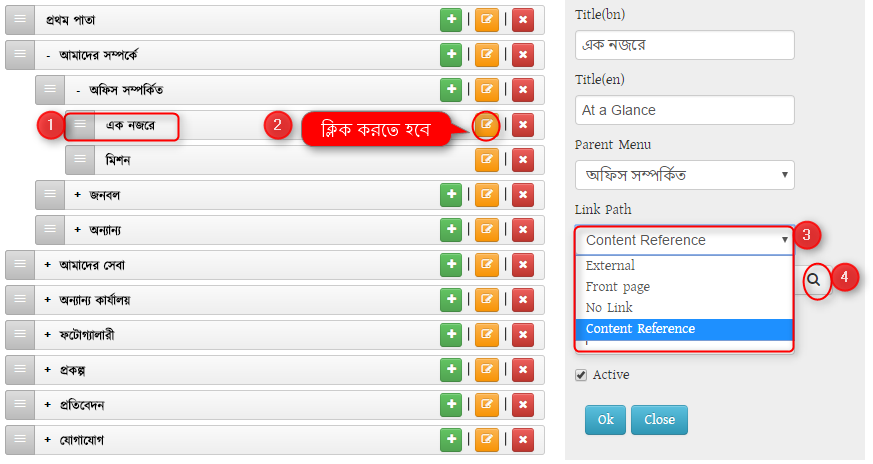 প্রথম পাতা
- আমাদের সম্পর্কে
- অফিস সম্পর্কিত
1 এক নজরে
2 ক্লিক করতে হবে
মিশন
+ জনবল
+ অন্যান্য
+ আমাদের সেবা
+ অন্যান্য কার্যালয়
+ ফটোগ্যালারী
+ প্রকল্প
+ প্রতিবেদন
+ যোগাযোগ
Title(bn)
এক নজরে
Title(en)
At a Glance
Parent Menu
অফিস সম্পর্কিত
Link Path
Content Reference 3
External
Front page 4
No Link
Content Reference
Active
Ok Close